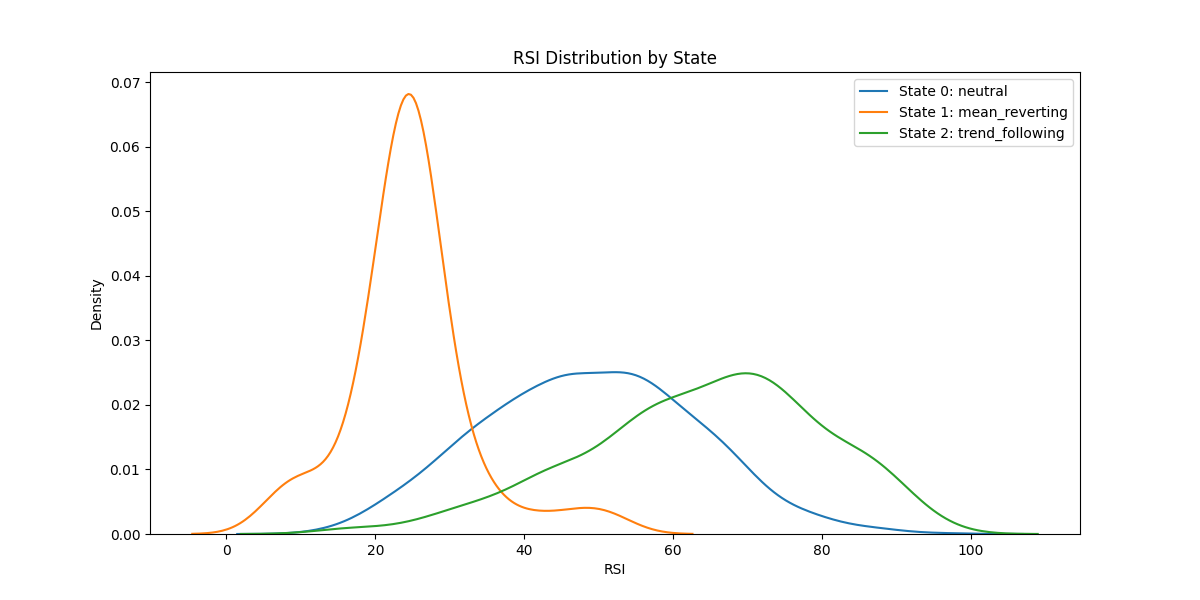 RSI Distribution by State
State 0: neutral
State 1: mean_reverting
State 2: trend_following
0.07
0.06
0.05
0.04
0.03
0.02
0.01
0.00
Density
0 20 40 60 80 100
RSI